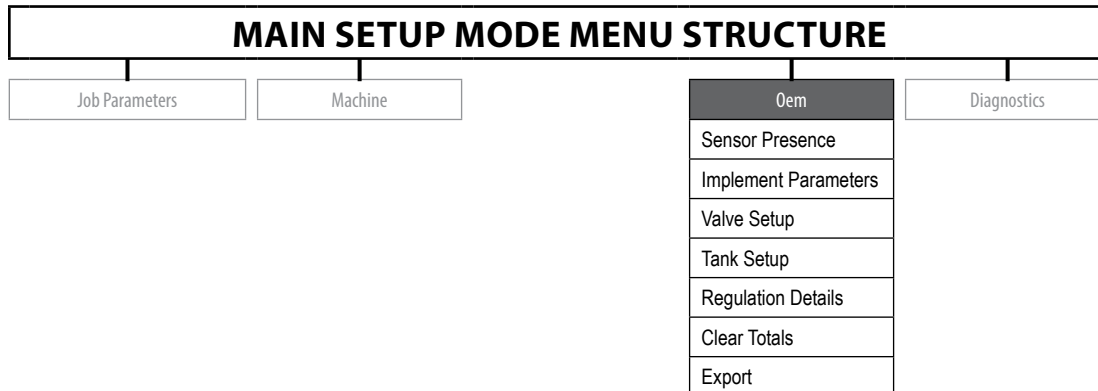 MAIN SETUP MODE MENU STRUCTURE
Job Parameters
Machine
Oem
Diagnostics
Sensor Presence
Implement Parameters
Valve Setup
Tank Setup
Regulation Details
Clear Totals
Export